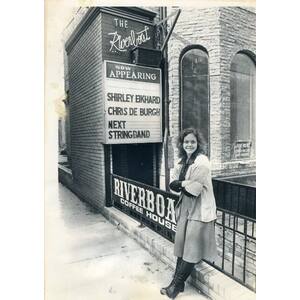 THE
Riverboat
NOW
APPEARING
SHIRLEY EIKHARD
CHRIS DE BURGH
NEXT
STRINGBAND
RIVERBOA
COFFEE HOUSE